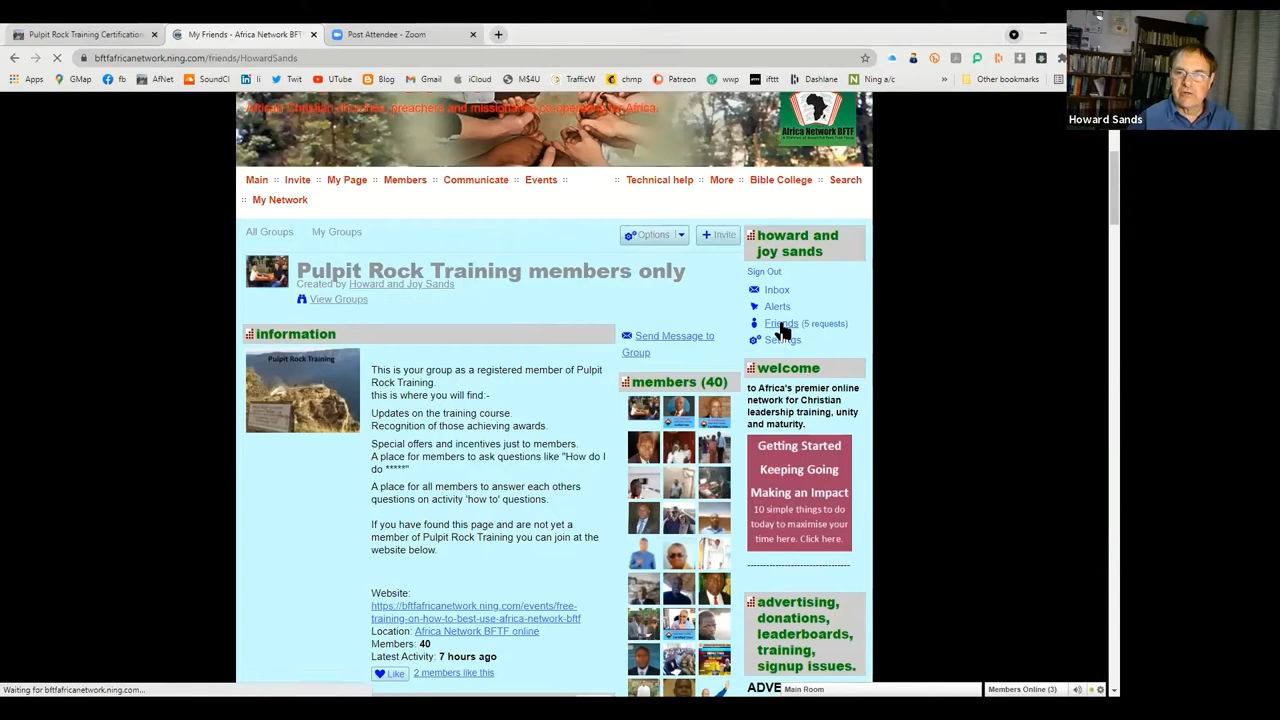 Pulpit Rock Training Certification
My Friends - Africa Network BFT
Post Attendee - Zoom
bftfafricanetwork.ning.com/friends/HowardSands
Apps
GMap
fb
AfNet
SoundCl
li
Twit
UTube
Blog
Gmail
iCloud
MS4U
TrafficW
chmp
Patreon
wwp
ifttt
Dashlane
Ning a/c
»
Other bookmarks
Howard Sands
African Christian churches, preachers and missionaries co-operating for Africa.
Africa Network BFTF
Main :: Invite :: My Page :: Members :: Communicate :: Events :: :: Technical help :: More :: Bible College :: Search
:: My Network
All Groups My Groups
Options
+ Invite
Pulpit Rock Training members only
Created by Howard and Joy Sands
View Groups
information
Pulpit Rock Training
This is your group as a registered member of Pulpit
Rock Training.
this is where you will find:-
Updates on the training course.
Recognition of those achieving awards.
Special offers and incentives just to members.
A place for members to ask questions like "How do I
do *****"
A place for all members to answer each others
questions on activity 'how to' questions.
If you have found this page and are not yet a
member of Pulpit Rock Training you can join at the
website below.
Website:
https://bftfafricanetwork.ning.com/events/free-
training-on-how-to-best-use-africa-network-bftf
Location: Africa Network BFTF online
Members: 40
Latest Activity: 7 hours ago
Like
2 members like this
Send Message to
Group
members (40)
howard and
joy sands
Sign Out
Inbox
Alerts
Friends (5 requests)
Settings
welcome
to Africa's premier online
network for Christian
leadership training, unity
and maturity.
Getting Started
Keeping Going
Making an Impact
10 simple things to do
today to maximise your
time here. Click here.
----------------------------------
advertising,
donations,
leaderboards,
training,
signup issues.
ADVE
Main Room
Members Online (3)
Waiting for bftfafricanetwork.ning.com...